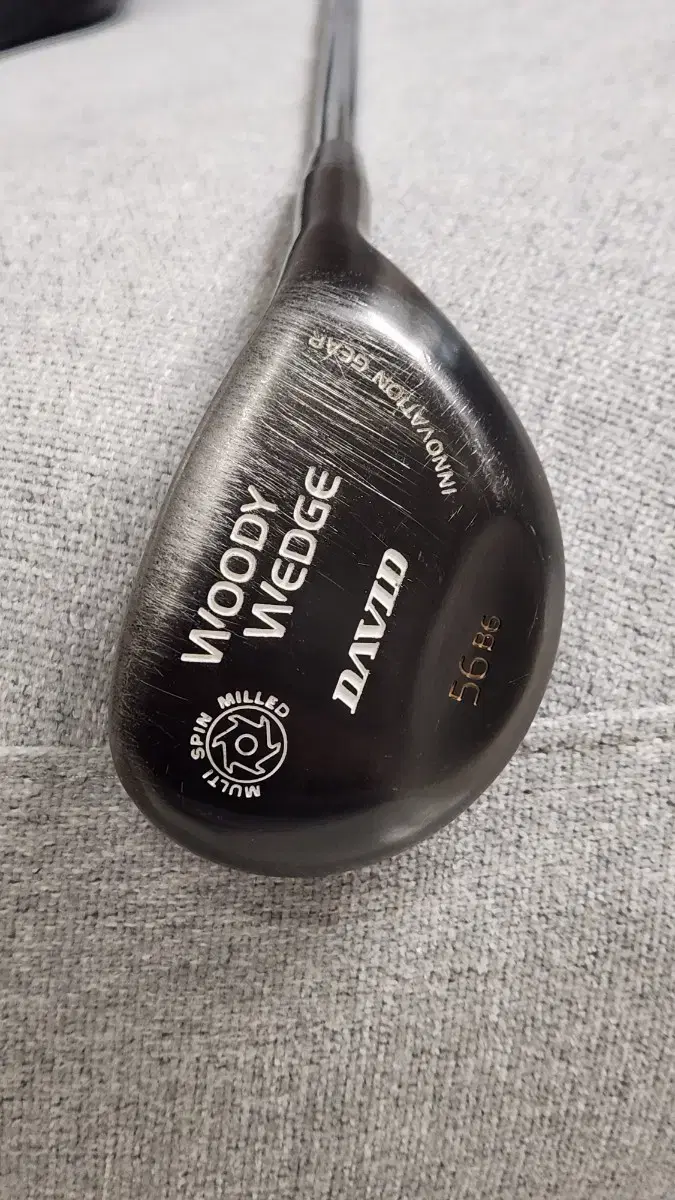 INNOVATION GEAR
WOODY
WEDGE
DAVID
56 B6
MULTI SPIN MILLED